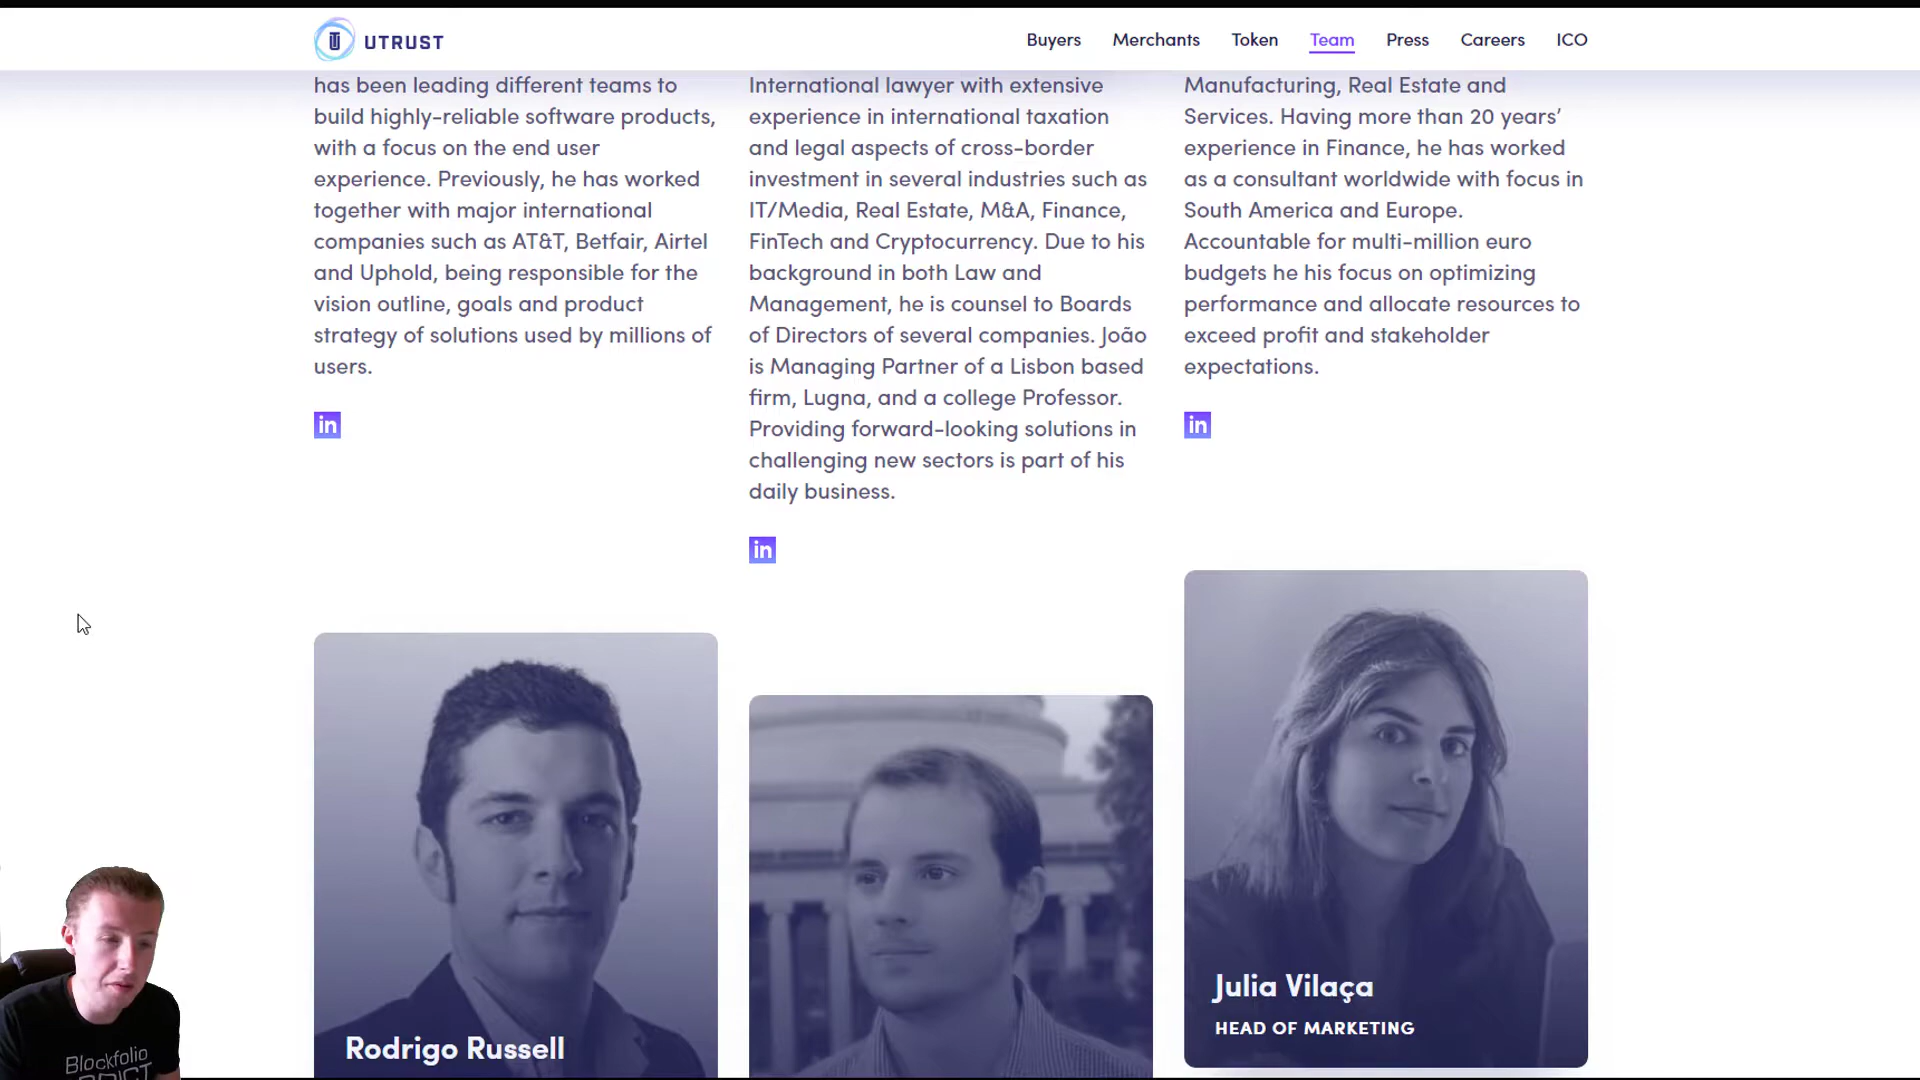 UTRUST
Buyers Merchants Token Team Press Careers ICO
has been leading different teams to
build highly-reliable software products,
with a focus on the end user
experience. Previously, he has worked
together with major international
companies such as AT&T, Betfair, Airtel
and Uphold, being responsible for the
vision outline, goals and product
strategy of solutions used by millions of
users.
in
International lawyer with extensive
experience in international taxation
and legal aspects of cross-border
investment in several industries such as
IT/Media, Real Estate, M&A, Finance,
FinTech and Cryptocurrency. Due to his
background in both Law and
Management, he is counsel to Boards
of Directors of several companies. João
is Managing Partner of a Lisbon based
firm, Lugna, and a college Professor.
Providing forward-looking solutions in
challenging new sectors is part of his
daily business.
in
Manufacturing, Real Estate and
Services. Having more than 20 years’
experience in Finance, he has worked
as a consultant worldwide with focus in
South America and Europe.
Accountable for multi-million euro
budgets he his focus on optimizing
performance and allocate resources to
exceed profit and stakeholder
expectations.
in
Rodrigo Russell
Julia Vilaça
HEAD OF MARKETING
Blockfolio